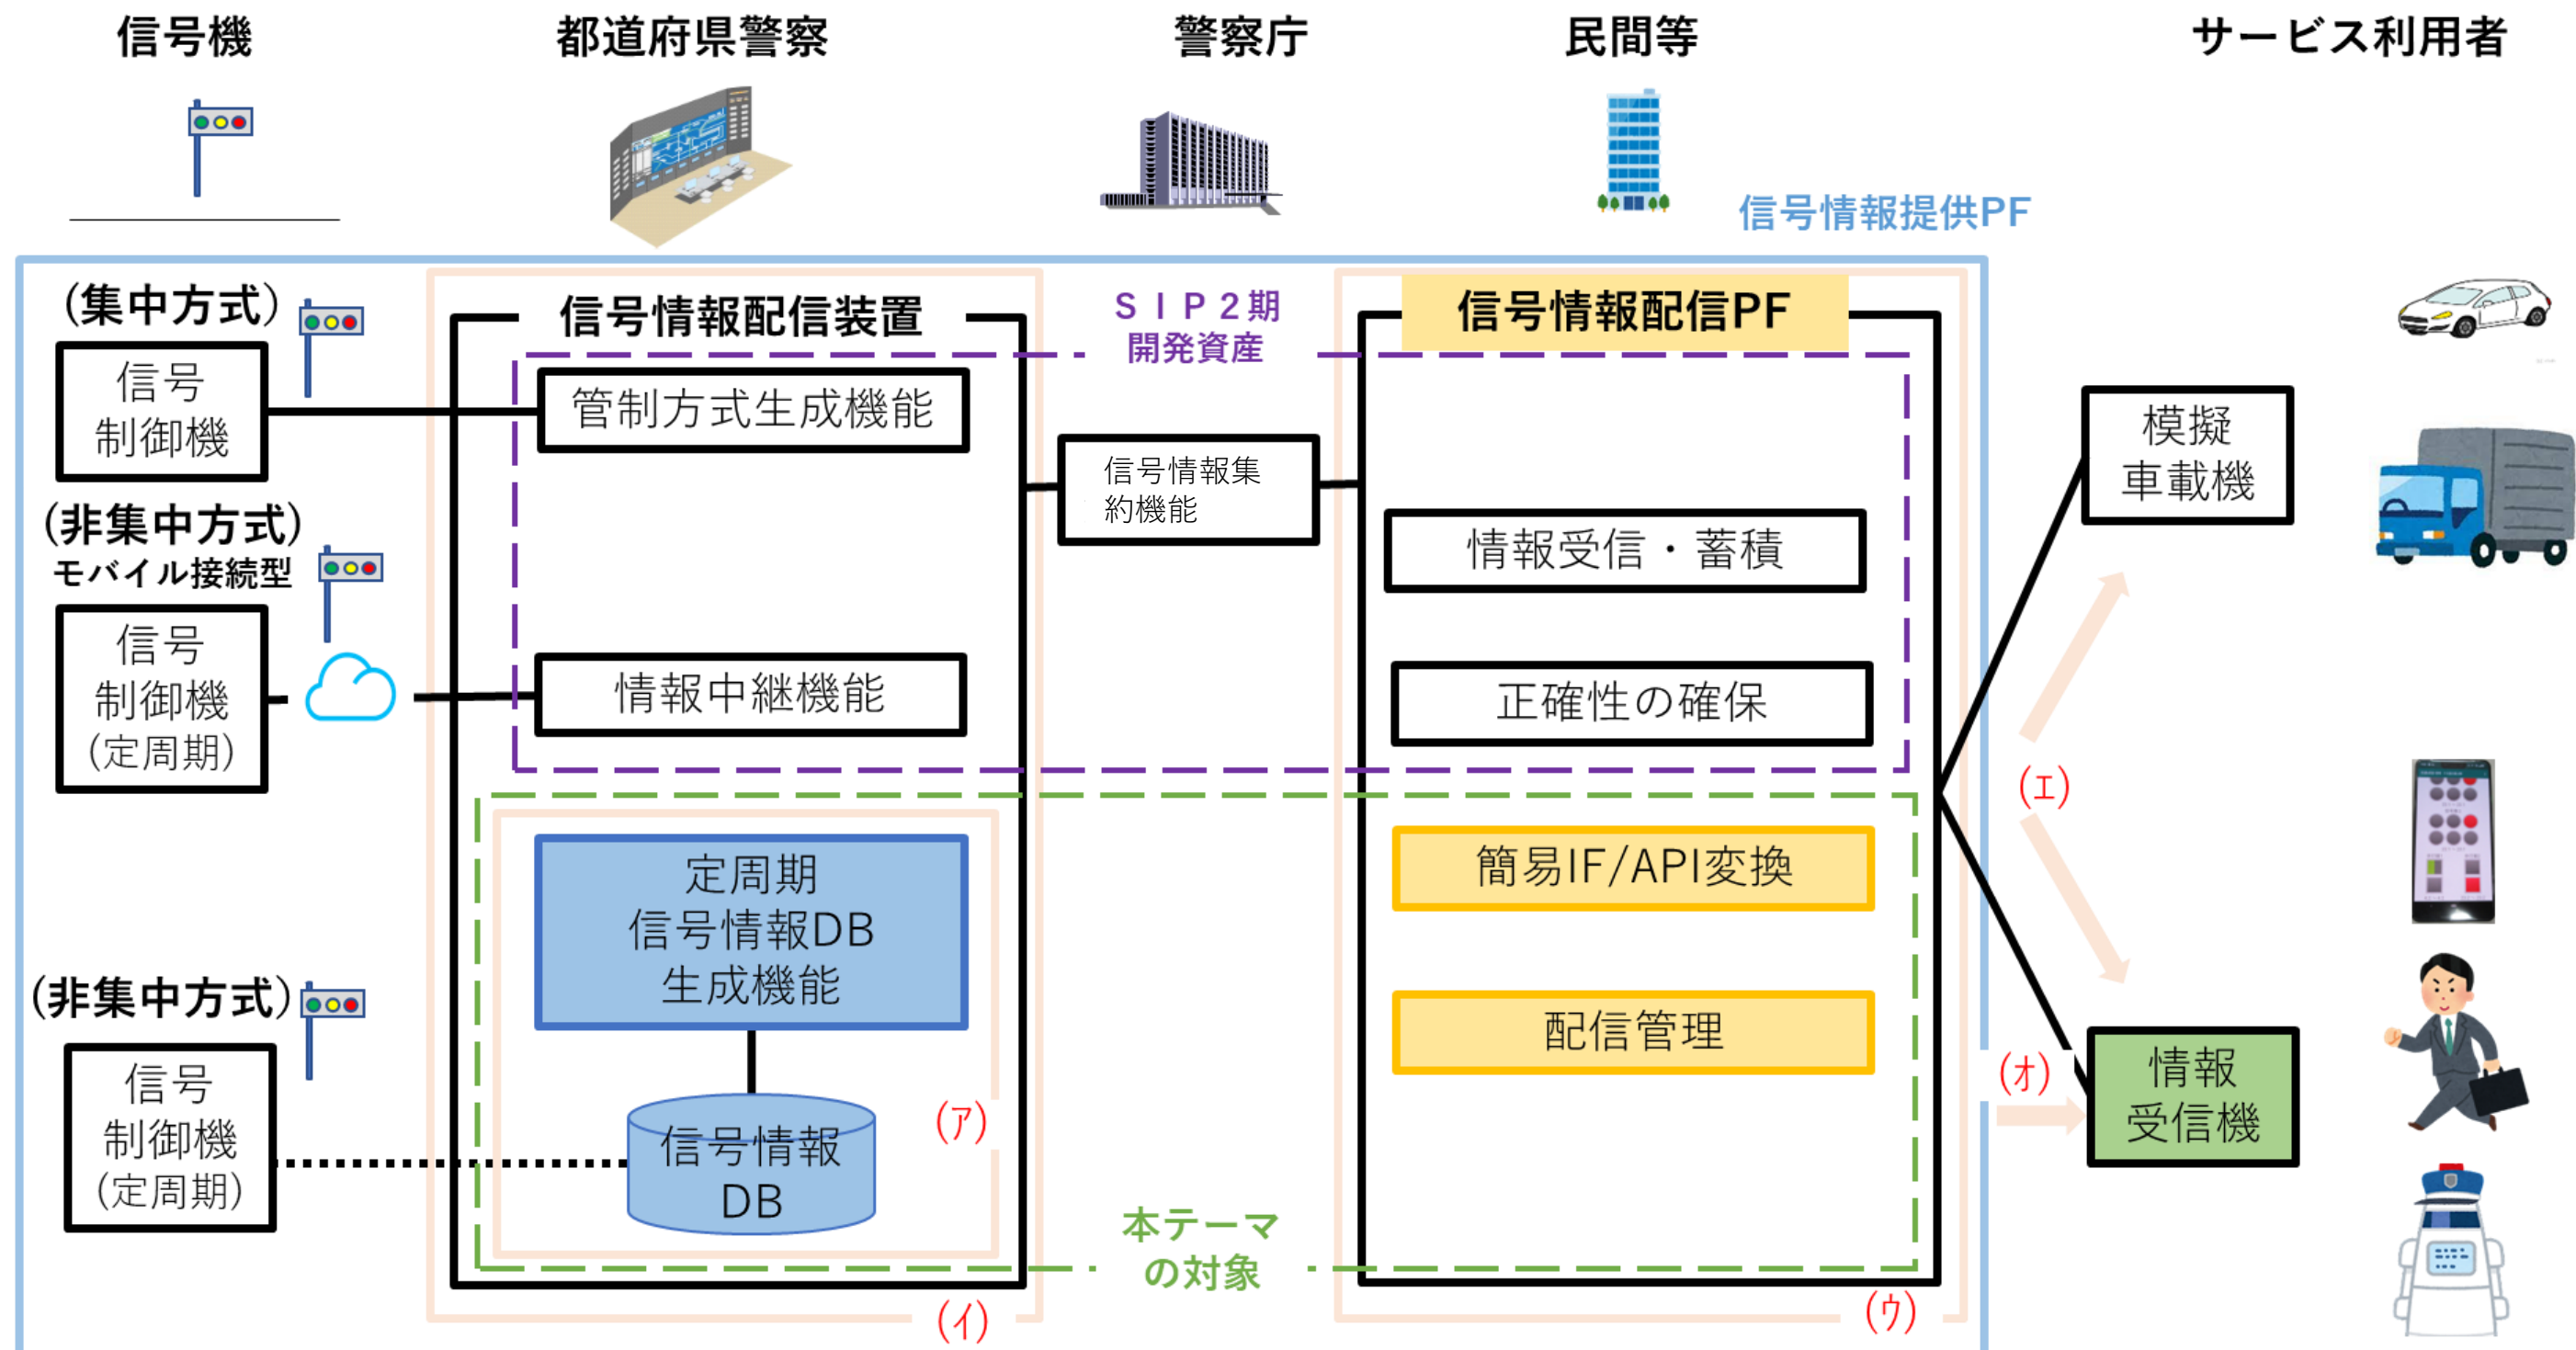 信号機
都道府県警察
警察庁
民間等
サービス利用者
信号情報提供PF
(集中方式)
信号
制御機
(非集中方式)
モバイル接続型
信号
制御機
(定周期)
(非集中方式)
信号
制御機
(定周期)
信号情報配信装置
管制方式生成機能
情報中継機能
定周期
信号情報DB
生成機能
信号情報
DB
(ｱ)
(ｲ)
ＳＩＰ２期
開発資産
信号情報集
約機能
本テーマ
の対象
信号情報配信PF
情報受信・蓄積
正確性の確保
簡易IF/API変換
配信管理
(ｳ)
(ｴ)
(ｵ)
模擬
車載機
情報
受信機